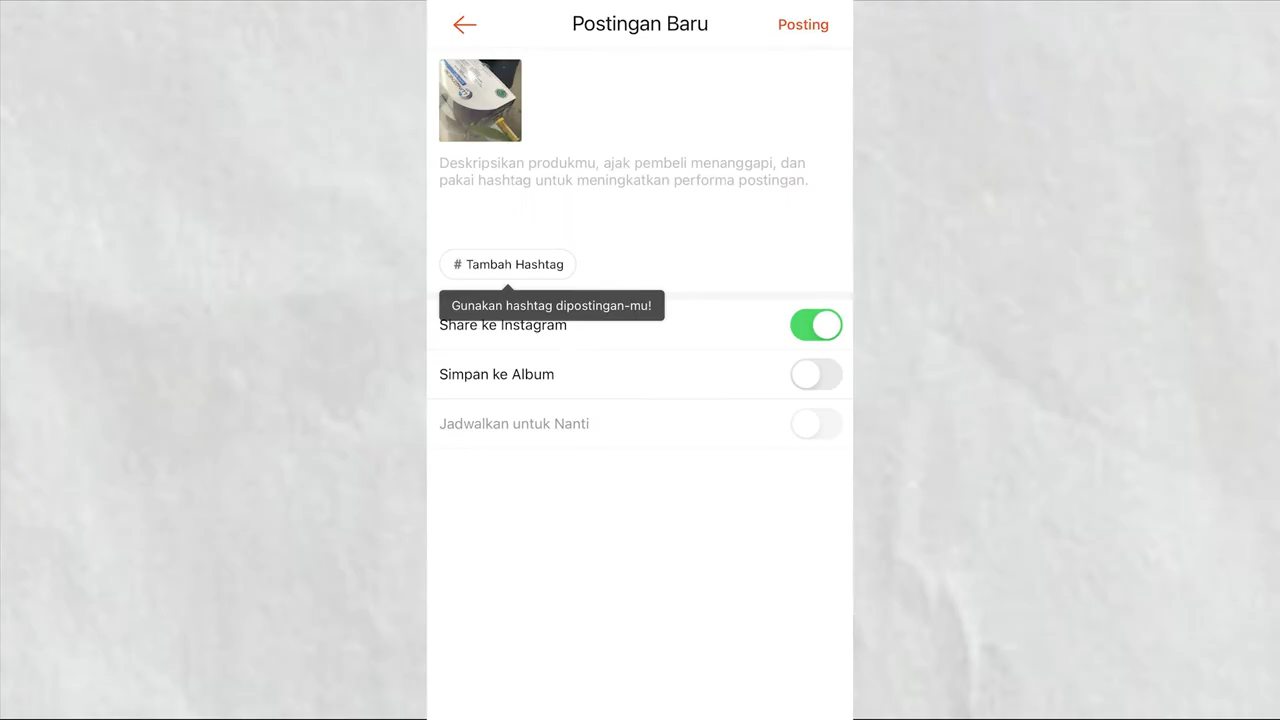 Postingan Baru
Posting
Deskripsikan produkmu, ajak pembeli menanggapi, dan
pakai hashtag untuk meningkatkan performa postingan.
# Tambah Hashtag
Gunakan hashtag dipostingan-mu!
Share ke Instagram
Simpan ke Album
Jadwalkan untuk Nanti